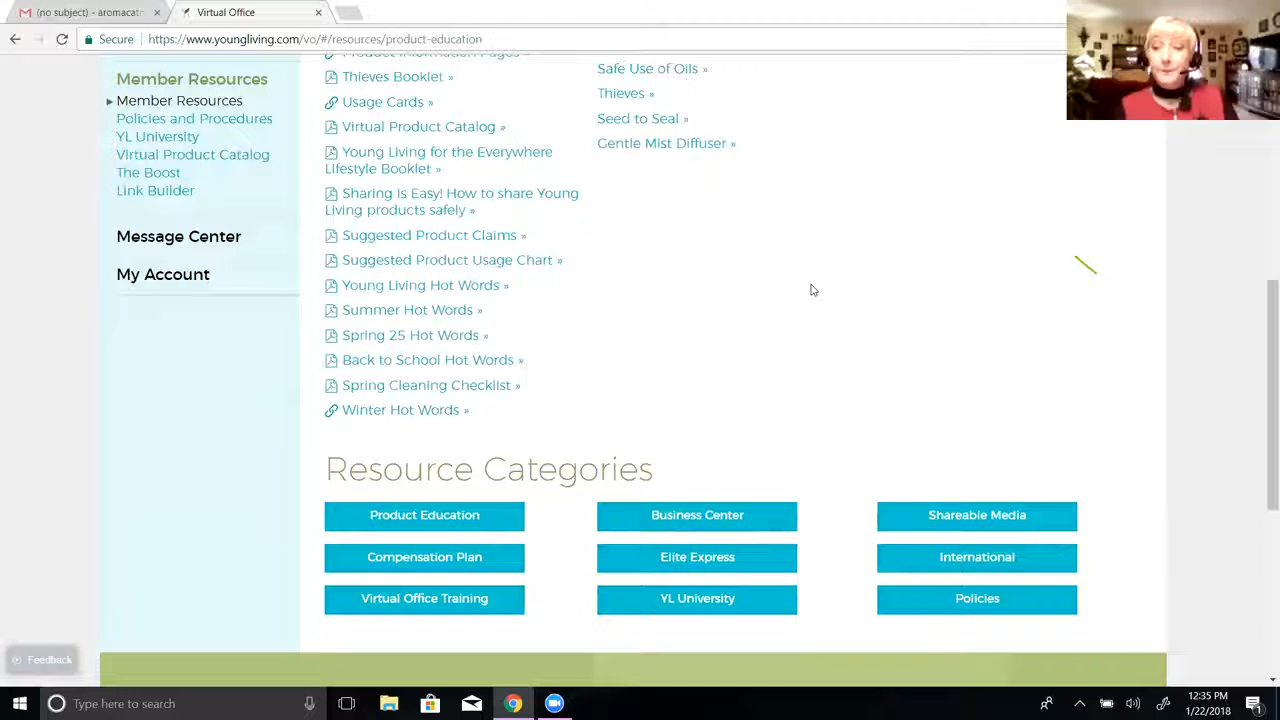 (no subject) - aromacatr
Virtual Office
Secure
https://www.youngliving.com/vo/#/resources/product-education
Member Resources
Member Resources
Policies and Procedures
YL University
Virtual Product Catalog
The Boost
Link Builder
Message Center
My Account
Product Information Pages »
Thieves Booklet »
Usage Cards »
Virtual Product Catalog »
Young Living for the Everywhere
Lifestyle Booklet »
Sharing is Easy! How to share Young
Living products safely »
Suggested Product Claims »
Suggested Product Usage Chart »
Young Living Hot Words »
Summer Hot Words »
Spring 25 Hot Words »
Back to School Hot Words »
Spring Cleaning Checklist »
Winter Hot Words »
Safe Use of Oils »
Thieves »
Seed to Seal »
Gentle Mist Diffuser »
Resource Categories
Product Education
Business Center
Shareable Media
Compensation Plan
Elite Express
International
Virtual Office Training
YL University
Policies
Feedback
Type here to search
12:35 PM
1/22/2018
1